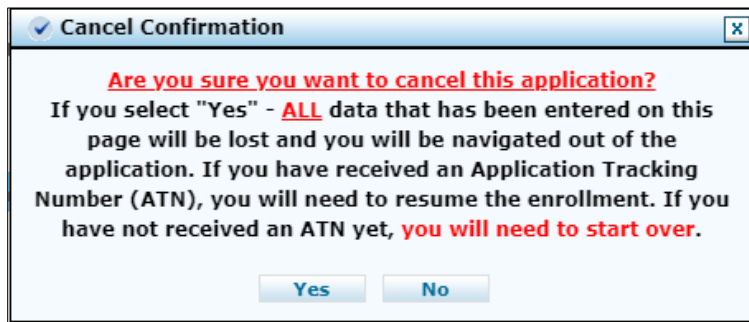 Cancel Confirmation
X
Are you sure you want to cancel this application?
If you select "Yes" - ALL data that has been entered on this
page will be lost and you will be navigated out of the
application. If you have received an Application Tracking
Number (ATN), you will need to resume the enrollment. If you
have not received an ATN yet, you will need to start over.
Yes No